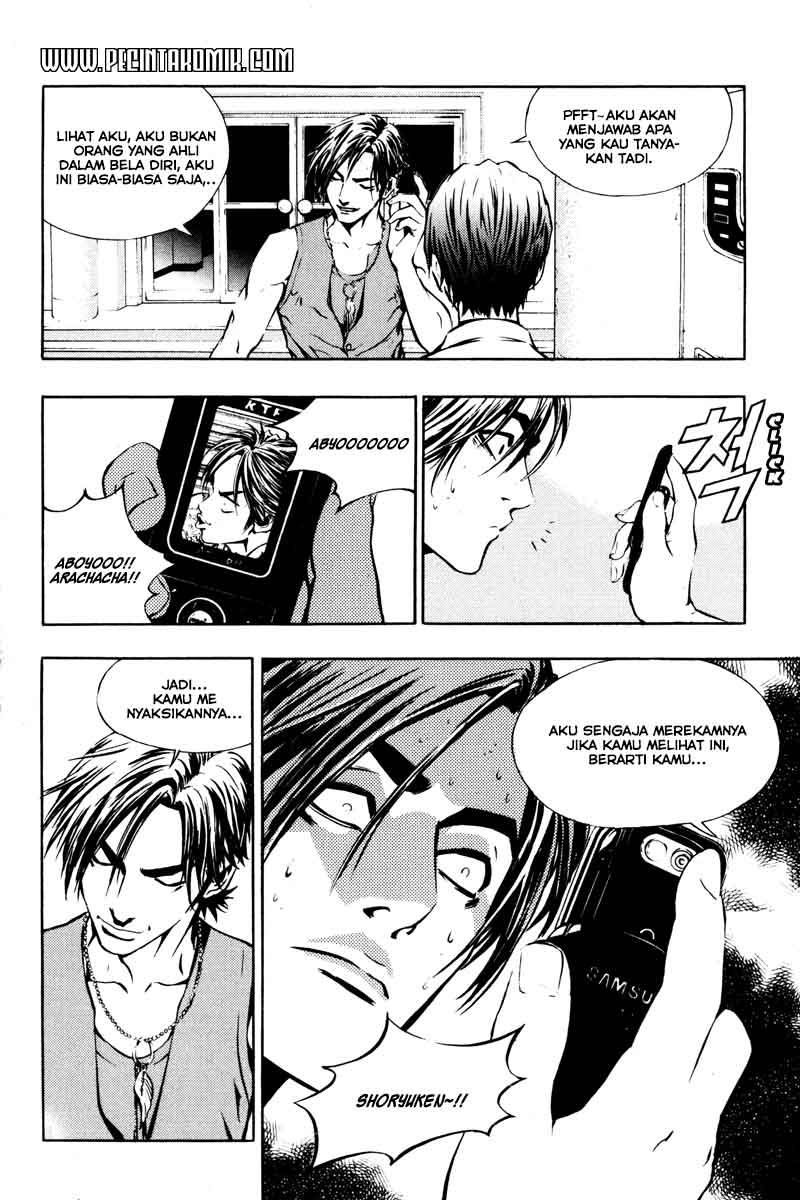 WWW.PECINTAKOMIK.COM
LIHAT AKU, AKU BUKAN
ORANG YANG AHLI
DALAM BELA DIRI, AKU
INI BIASA-BIASA SAJA,..
PFFT~AKU AKAN
MENJAWAB APA
YANG KAU TANYA-
KAN TADI.
KTF
ABYOOOOOOO
ABOYOOO!!
ARACHACHA!!
척
CLICK
JADI...
KAMU ME
NYAKSIKANNYA...
AKU SENGAJA MEREKAMNYA
JIKA KAMU MELIHAT INI,
BERARTI KAMU...
SAMSU
SHORYUKEN~!!